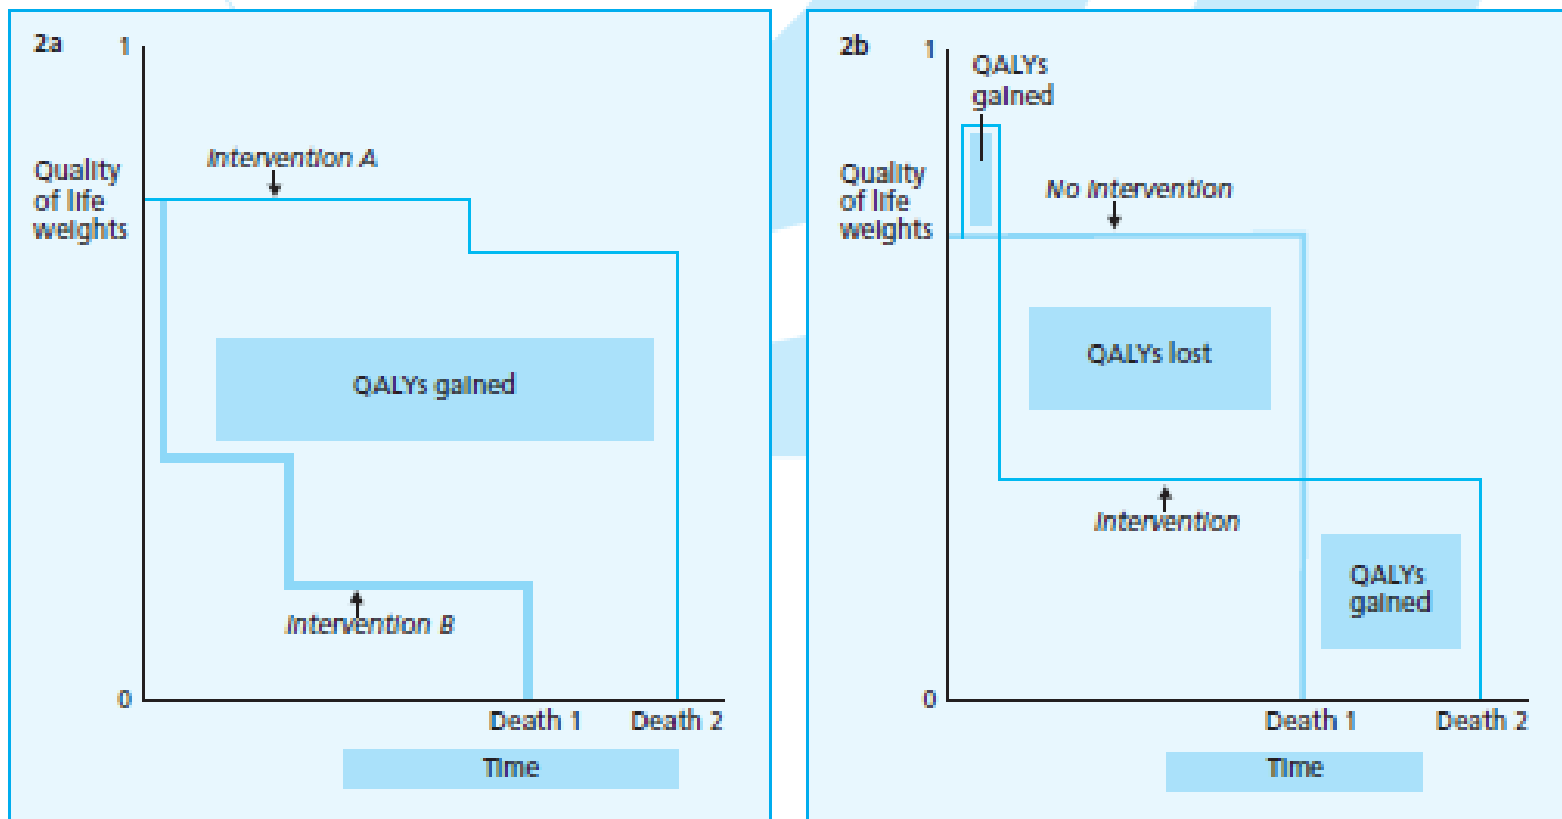 2a
1
Intervention A
Quality
of life
weights
QALYs gained
Intervention B
0
Death 1
Death 2
Time
2b
1
QALYs
gained
Quality
of life
weights
No intervention
QALYs lost
Intervention
QALYs
gained
0
Death 1
Death 2
Time